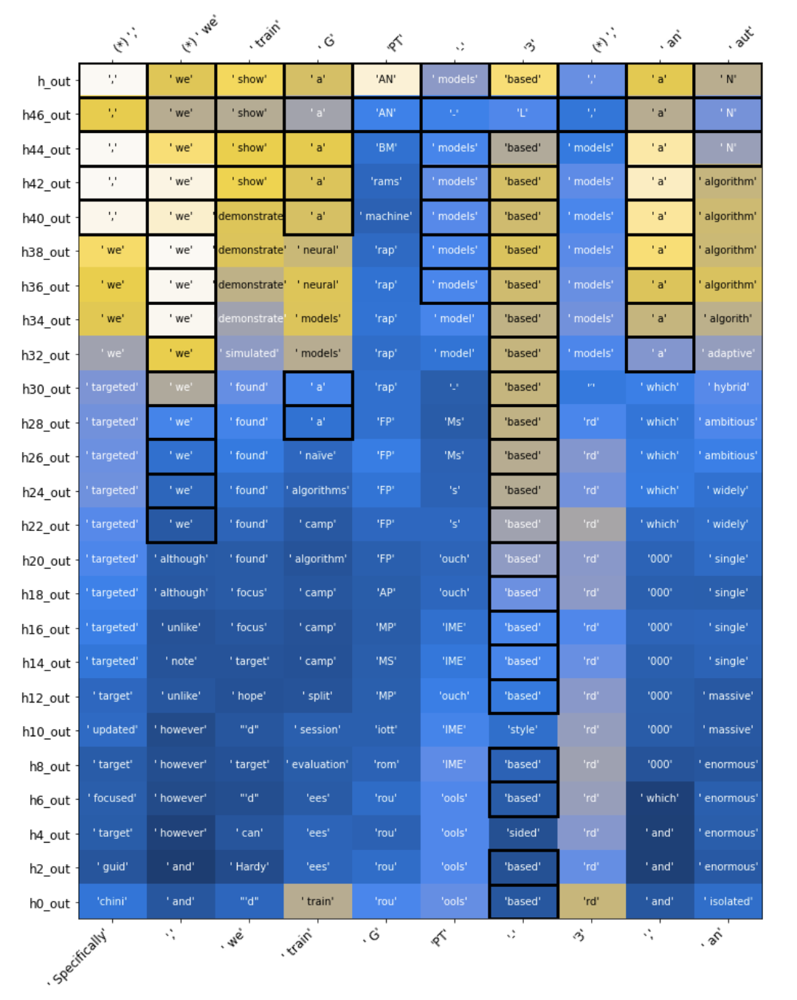 (*) ',' (*) ' we' ' train' ' G' 'PT' '-' '3' (*) ',' ' an' ' aut'
h_out ',' ' we' ' show' ' a' 'AN' ' models' 'based' ',' ' a' ' N'
h46_out ',' ' we' ' show' ' a' 'AN' '-' 'L' ',' ' a' ' N'
h44_out ',' ' we' ' show' ' a' 'BM' ' models' 'based' ' models' ' a' ' N'
h42_out ',' ' we' ' show' ' a' 'rams' ' models' 'based' ' models' ' a' ' algorithm'
h40_out ',' ' we' demonstrate ' a' ' machine' ' models' 'based' ' models' ' a' ' algorithm'
h38_out ' we' ' we' ' demonstrate' ' neural' 'rap' ' models' 'based' ' models' ' a' ' algorithm'
h36_out ' we' ' we' ' demonstrate' ' neural' 'rap' ' models' 'based' ' models' ' a' ' algorithm'
h34_out ' we' ' we' demonstrate' ' models' 'rap' ' model' 'based' ' models' ' a' ' algorith'
h32_out ' we' ' we' ' simulated' ' models' 'rap' ' model' 'based' ' models' ' a' ' adaptive'
h30_out ' targeted' ' we' ' found' ' a' 'rap' '-' 'based' ' which' ' hybrid'
h28_out ' targeted' ' we' ' found' ' a' 'FP' 'Ms' 'based' 'rd' ' which' ' ambitious'
h26_out ' targeted' ' we' ' found' ' naïve' 'FP' 'Ms' 'based' 'rd' ' which' ' ambitious'
h24_out ' targeted' ' we' ' found' ' algorithms' 'FP' 's' 'based' 'rd' ' which' ' widely'
h22_out ' targeted' ' we' ' found' ' camp' 'FP' 's' 'based' 'rd' ' which' ' widely'
h20_out ' targeted' ' although' ' found' ' algorithm' 'FP' 'ouch' 'based' 'rd' '000' ' single'
h18_out ' targeted' ' although' ' focus' ' camp' 'AP' 'ouch' 'based' 'rd' '000' ' single'
h16_out ' targeted' ' unlike' ' focus' ' camp' 'MP' 'IME' 'based' 'rd' '000' ' single'
h14_out ' targeted' ' note' ' target' ' camp' 'MS' 'IME' 'based' 'rd' '000' ' single'
h12_out ' target' ' unlike' ' hope' ' split' 'MP' 'ouch' 'based' 'rd' '000' ' massive'
h10_out ' updated' ' however' "'d" ' session' 'iott' 'IME' 'style' 'rd' '000' ' massive'
h8_out ' target' ' however' ' target' ' evaluation' 'rom' 'IME' 'based' 'rd' '000' ' enormous'
h6_out ' focused' ' however' "'d" 'ees' 'rou' 'ools' 'based' 'rd' ' which' ' enormous'
h4_out ' target' ' however' ' can' 'ees' 'rou' 'ools' 'sided' 'rd' ' and' ' enormous'
h2_out ' guid' ' and' ' Hardy' 'ees' 'rou' 'ools' 'based' 'rd' ' and' ' enormous'
h0_out 'chini' ' and' "'d" ' train' 'rou' 'ools' 'based' 'rd' ' and' ' isolated'
' Specifically' ',' ' we' ' train' ' G' 'PT' '-' '3' ',' ' an'